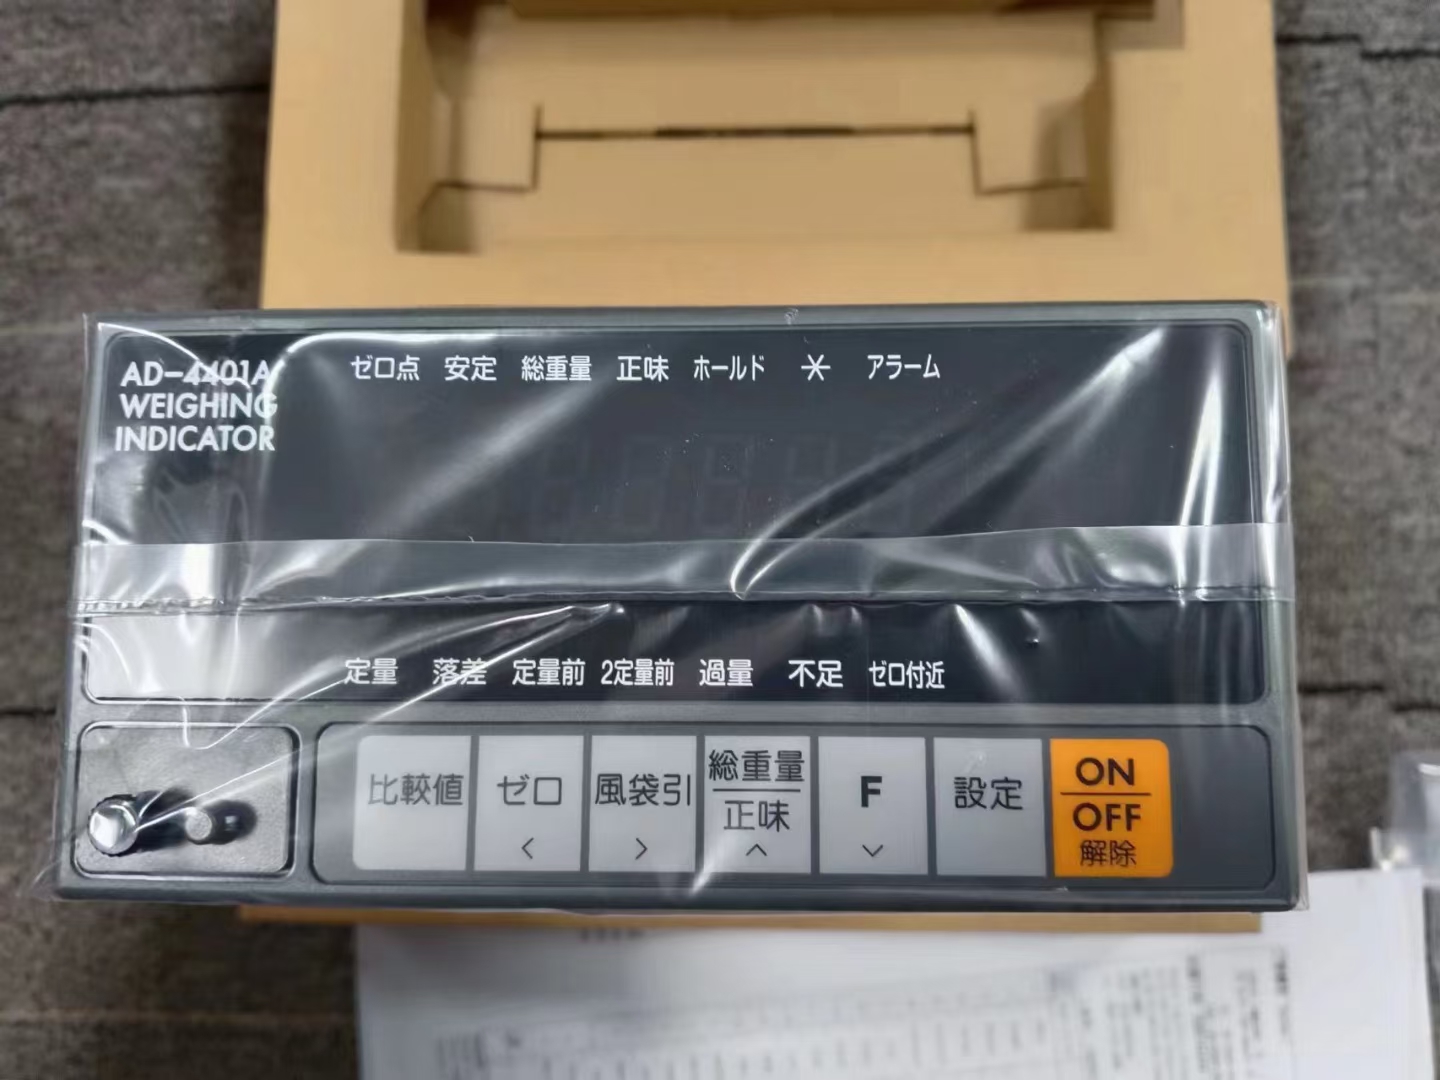 AD-4401A
WEIGHING
INDICATOR
ゼロ点 安定 総重量 正味 ホールド ＊ アラーム
定量 落差 定量前 2定量前 過量 不足 ゼロ付近
比較値 ゼロ < 風袋引 > 総重量 正味 ^ F ∨ 設定 ON OFF 解除